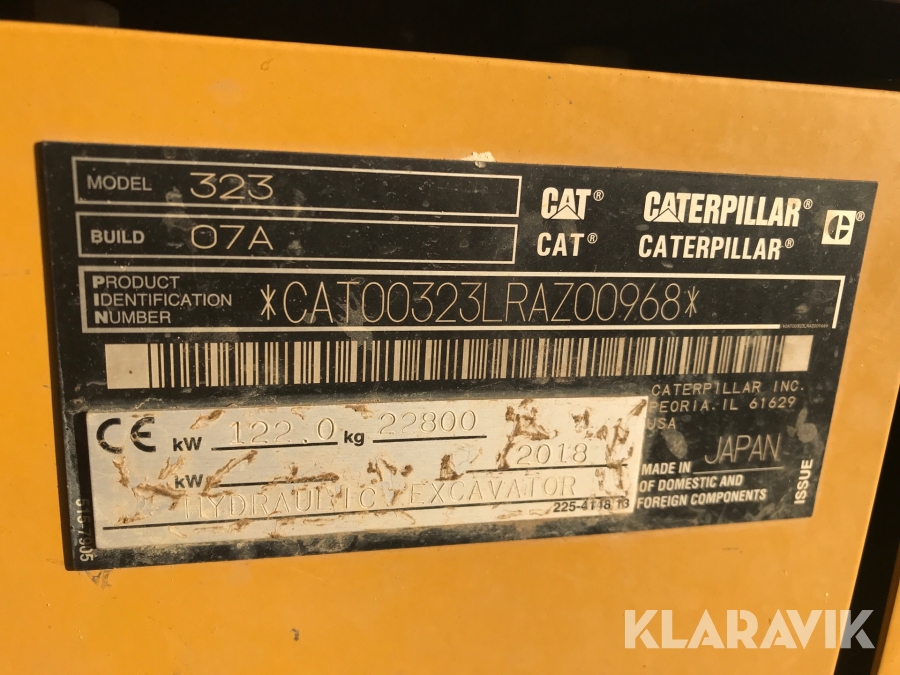 MODEL 323
BUILD 07A
CAT® CATERPILLAR®
CAT® CATERPILLAR®
PRODUCT
IDENTIFICATION
NUMBER
*CAT00323LRAZ00968*
CATERPILLAR INC.
PEORIA IL 61629
USA
CE kW 122.0 kg 22800
kW 2018
HYDRAULIC EXCAVATOR
MADE IN JAPAN
OF DOMESTIC AND
FOREIGN COMPONENTS
ISSUE
KLARAVIK